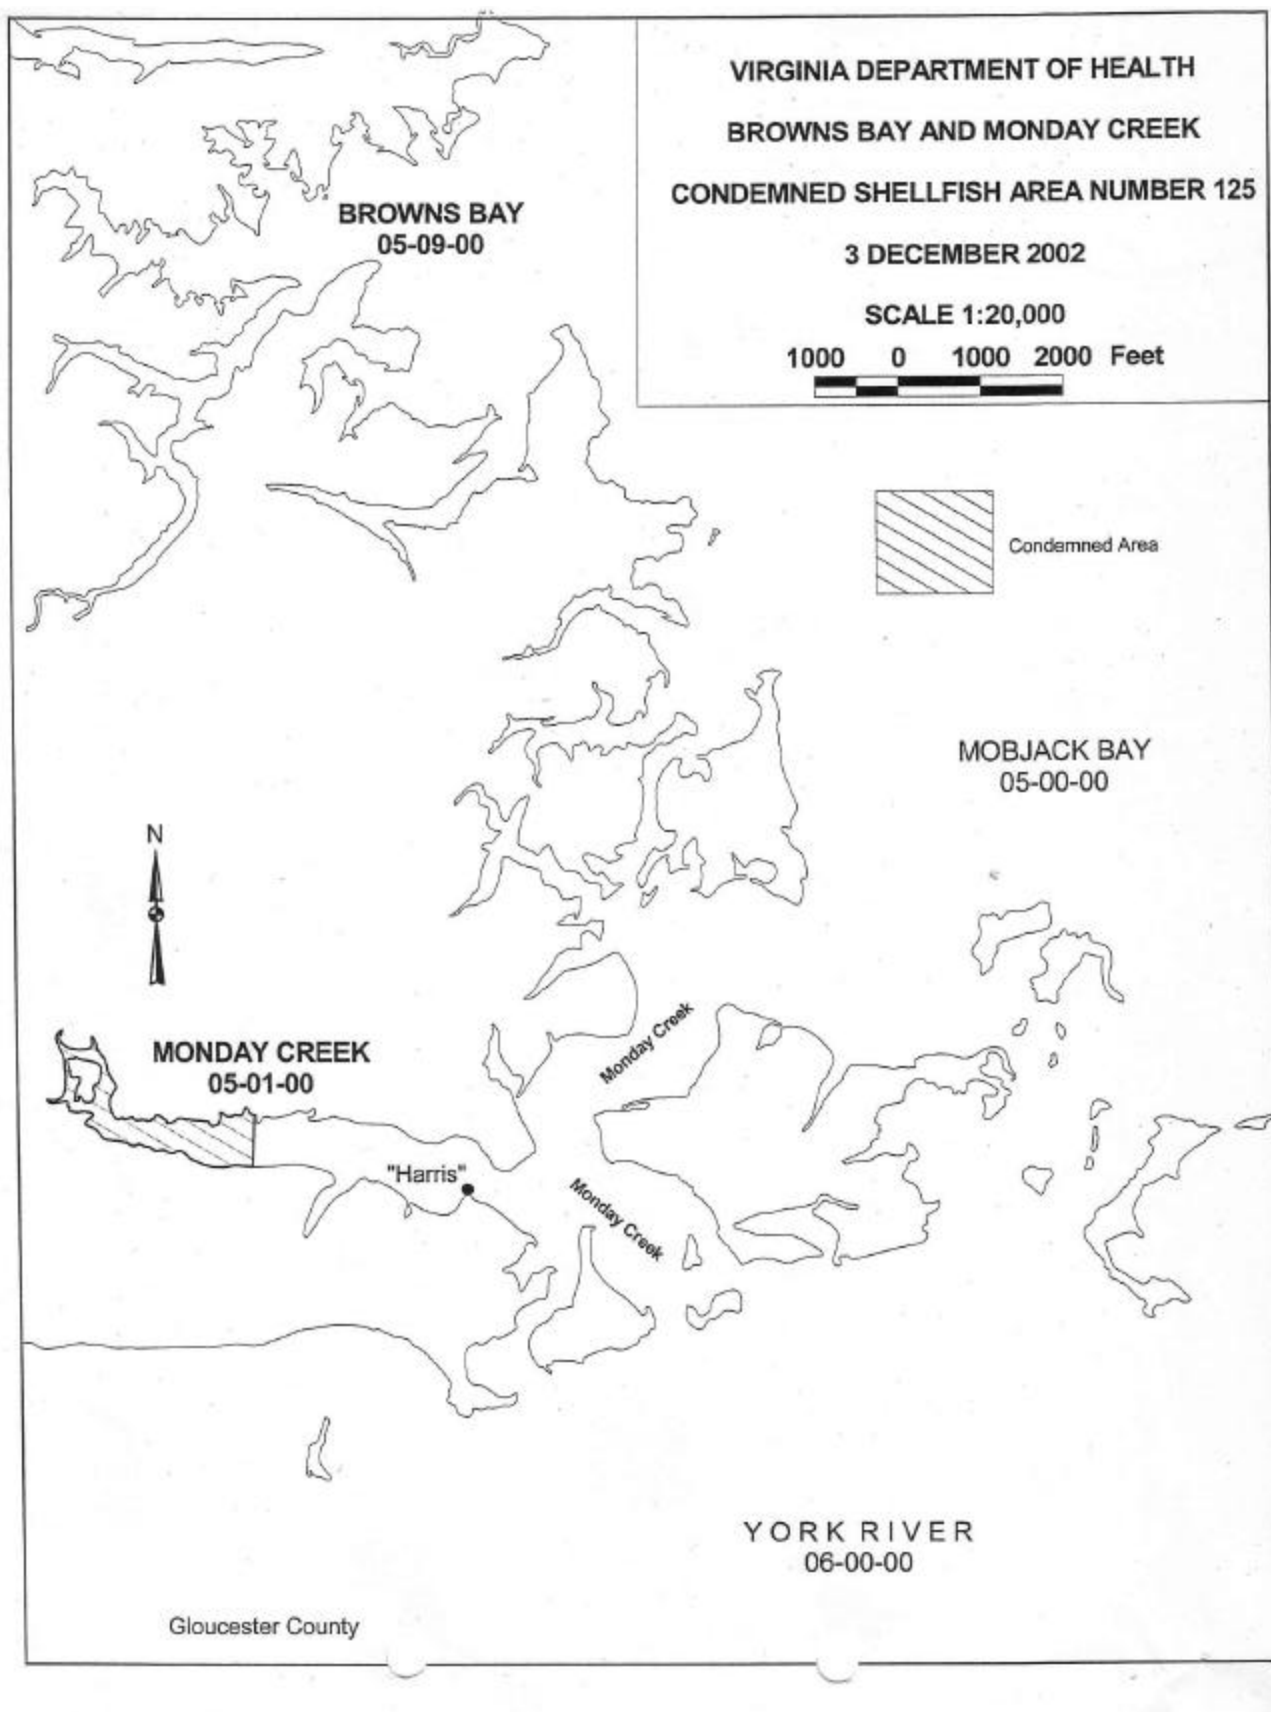 VIRGINIA DEPARTMENT OF HEALTH
BROWNS BAY AND MONDAY CREEK
CONDEMNED SHELLFISH AREA NUMBER 125
3 DECEMBER 2002
SCALE 1:20,000
1000 0 1000 2000 Feet
BROWNS BAY
05-09-00
Condemned Area
MOBJACK BAY
05-00-00
N
MONDAY CREEK
05-01-00
Monday Creek
"Harris"
Monday Creek
YORK RIVER
06-00-00
Gloucester County